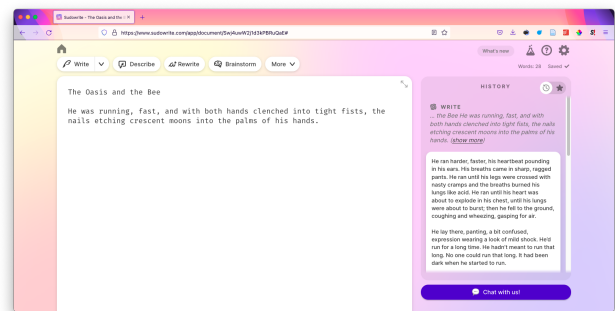 Sudowrite - The Oasis and the
https://www.sudowrite.com/app/document/
What's new
Write
Describe
Rewrite
Brainstorm
More
Words: 28 Saved
The Oasis and the Bee
He was running, fast, and with both hands clenched into tight fists, the
nails etching crescent moons into the palms of his hands.
HISTORY
WRITE
... the Bee He was running, fast, and with
both hands clenched into tight fists, the nails
etching crescent moons into the palms of his
hands. (show more)
He ran harder, faster, his heartbeat pounding
in his ears. His breaths came in sharp, ragged
pants. He ran until his legs were crossed with
nasty cramps and the breaths burned his
lungs like acid. He ran until his heart was
about to explode in his chest, until his lungs
were about to burst; then he fell to the ground,
coughing and wheezing, gasping for air.
He lay there, panting, a bit confused,
expression wearing a look of mild shock. He'd
run for a long time. He hadn't meant to run that
long. No one could run that long. It had been
dark when he started to run.
Chat with us!